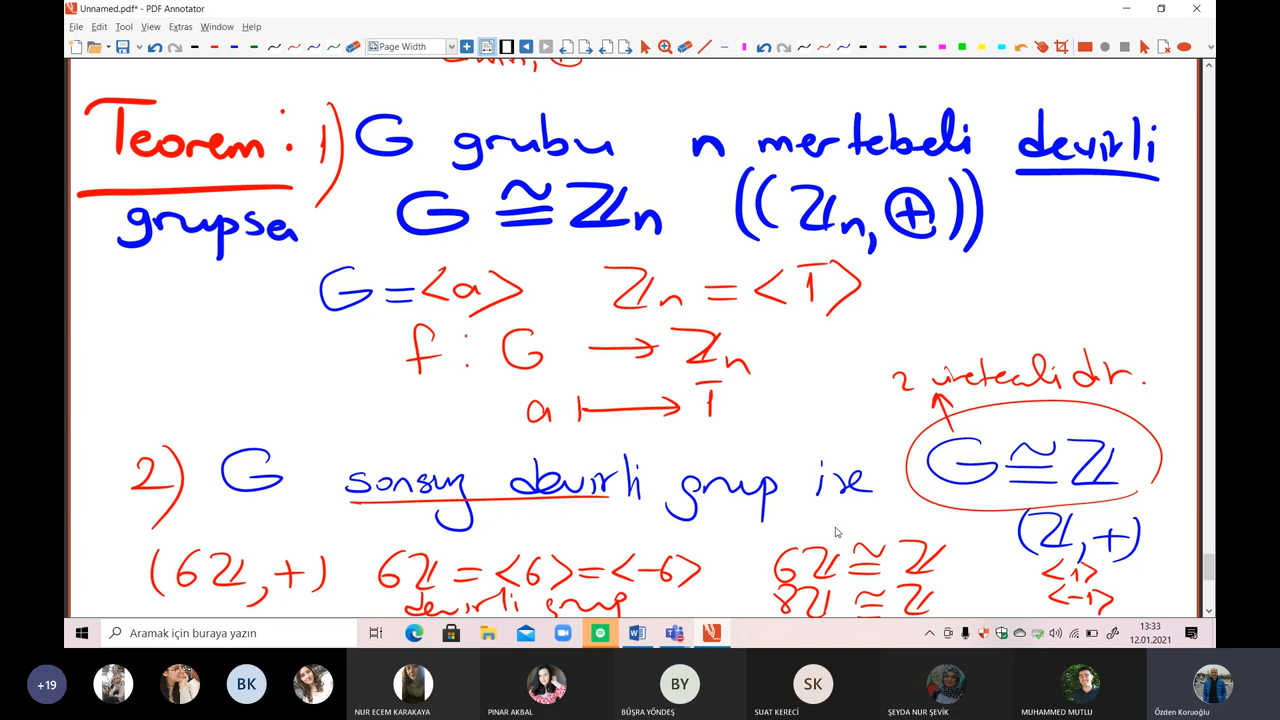 Unnamed.pdf* - PDF Annotator
File Edit Tool View Extras Window Help
Page Width
Teorem: 1) G grubu n mertebeli devirli
grupsa G ≅ ℤn ((ℤn, ⊕))
G = <a> ℤn = <1̄>
f : G → ℤn
a ↦ 1̄
2 üreteçlidir.
2) G sonsuz devirli grup ise G ≅ ℤ
(ℤ, +)
(6ℤ, +) 6ℤ = <6> = <-6> 6ℤ ≅ ℤ <1>
devirli grup 8ℤ ≅ ℤ <-1>
Aramak için buraya yazın
13:33
12.01.2021
+19 BK BY SK
NUR ECEM KARAKAYA PINAR AKBAL BÜŞRA YÖNDEŞ SUAT KERECİ ŞEYDA NUR ŞEVİK MUHAMMED MUTLU Özden Koruoğlu